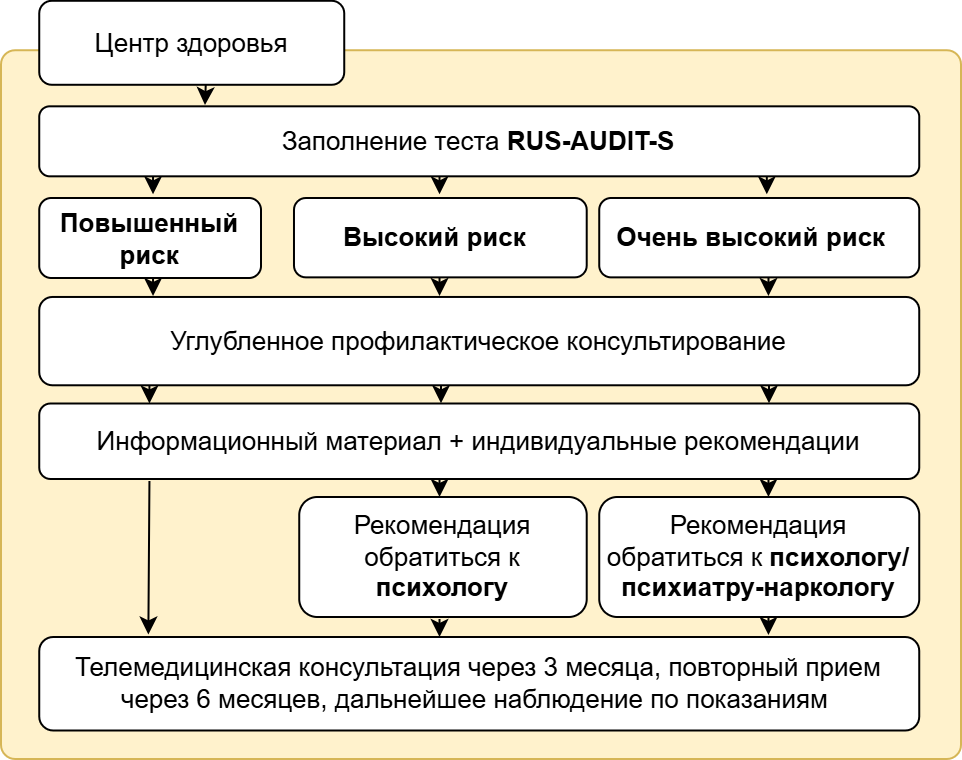 Центр здоровья
Заполнение теста RUS-AUDIT-S
Повышенный
риск
Высокий риск
Очень высокий риск
Углубленное профилактическое консультирование
Информационный материал + индивидуальные рекомендации
Рекомендация
обратиться к
психологу
Рекомендация
обратиться к психологу/
психиатру-наркологу
Телемедицинская консультация через 3 месяца, повторный прием
через 6 месяцев, дальнейшее наблюдение по показаниям